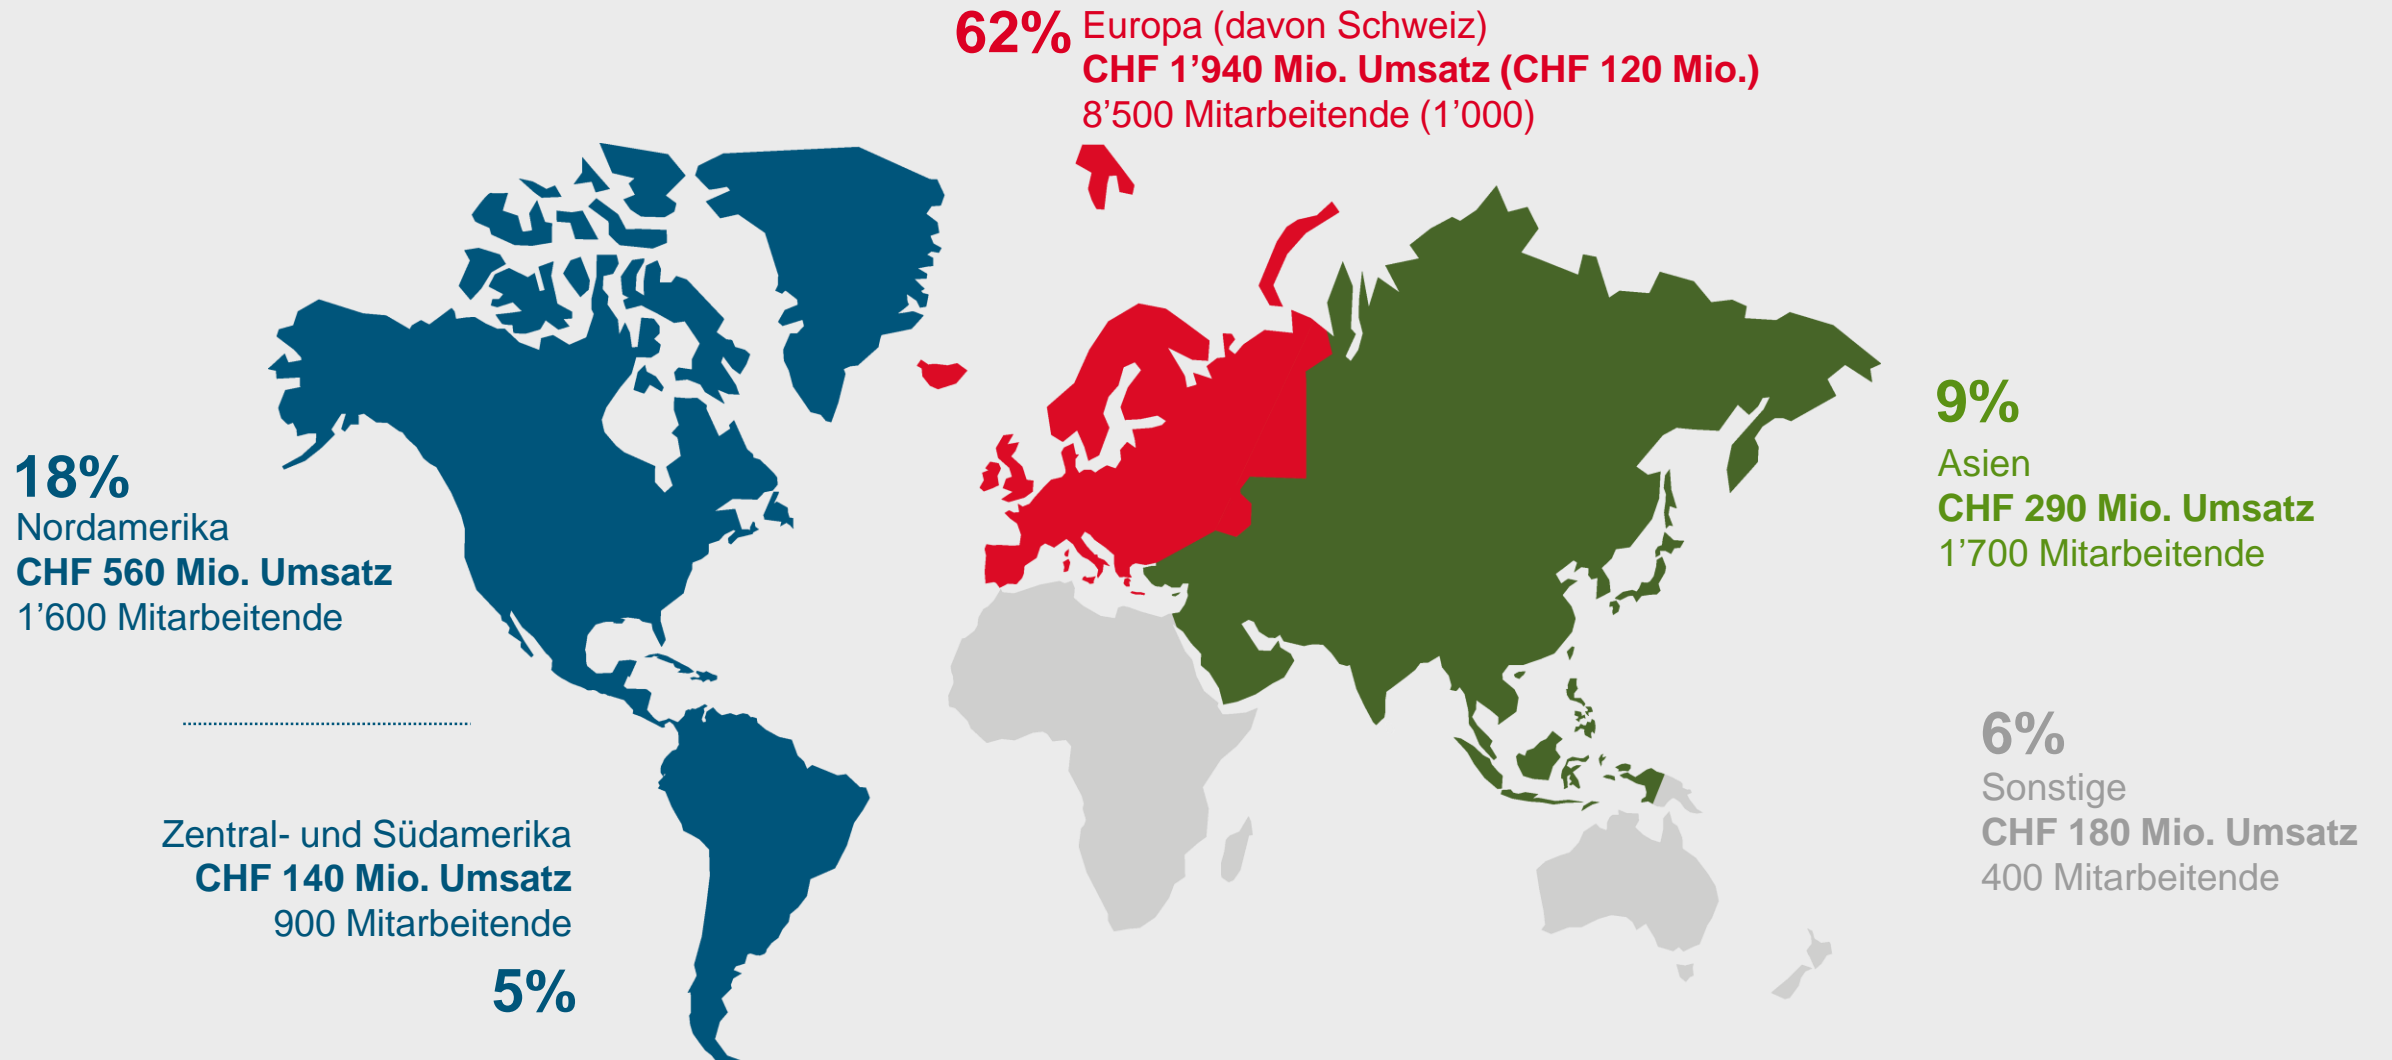 62%
Europa (davon Schweiz)
CHF 1’940 Mio. Umsatz (CHF 120 Mio.)
8’500 Mitarbeitende (1’000)
18%
Nordamerika
CHF 560 Mio. Umsatz
1’600 Mitarbeitende
Zentral- und Südamerika
CHF 140 Mio. Umsatz
900 Mitarbeitende
5%
9%
Asien
CHF 290 Mio. Umsatz
1’700 Mitarbeitende
6%
Sonstige
CHF 180 Mio. Umsatz
400 Mitarbeitende